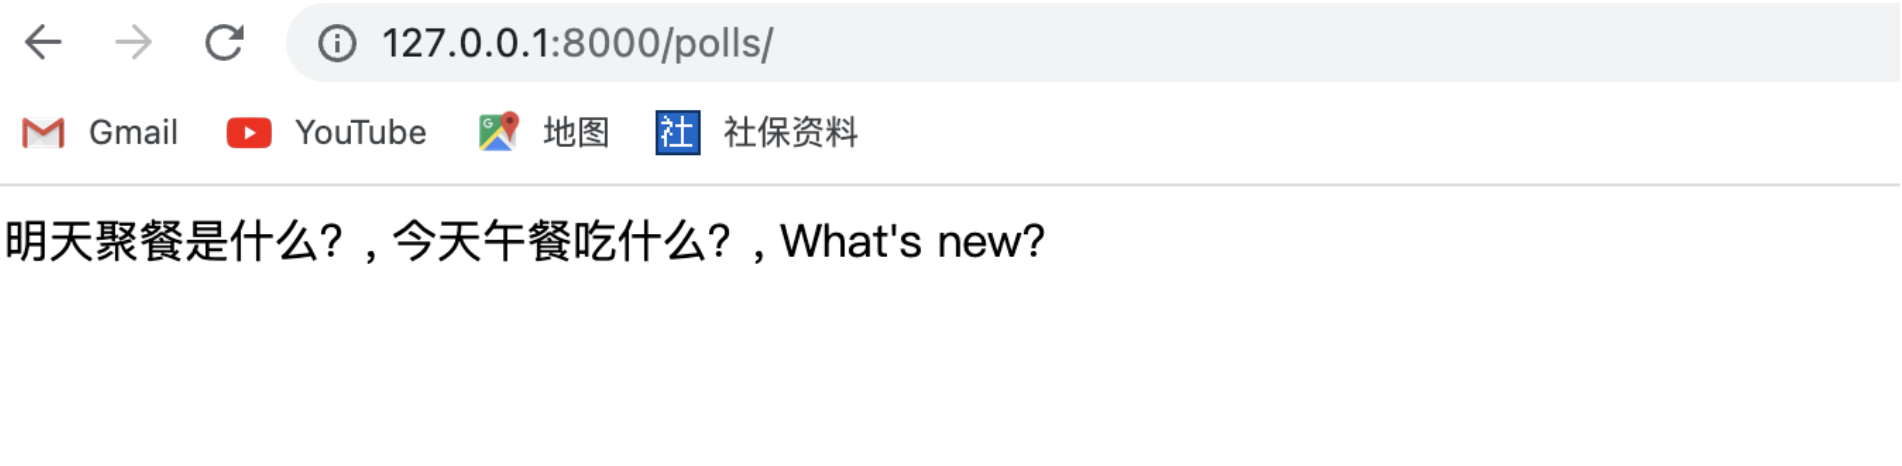 127.0.0.1:8000/polls/
Gmail YouTube 地图 社 社保资料
明天聚餐是什么？, 今天午餐吃什么？, What's new?